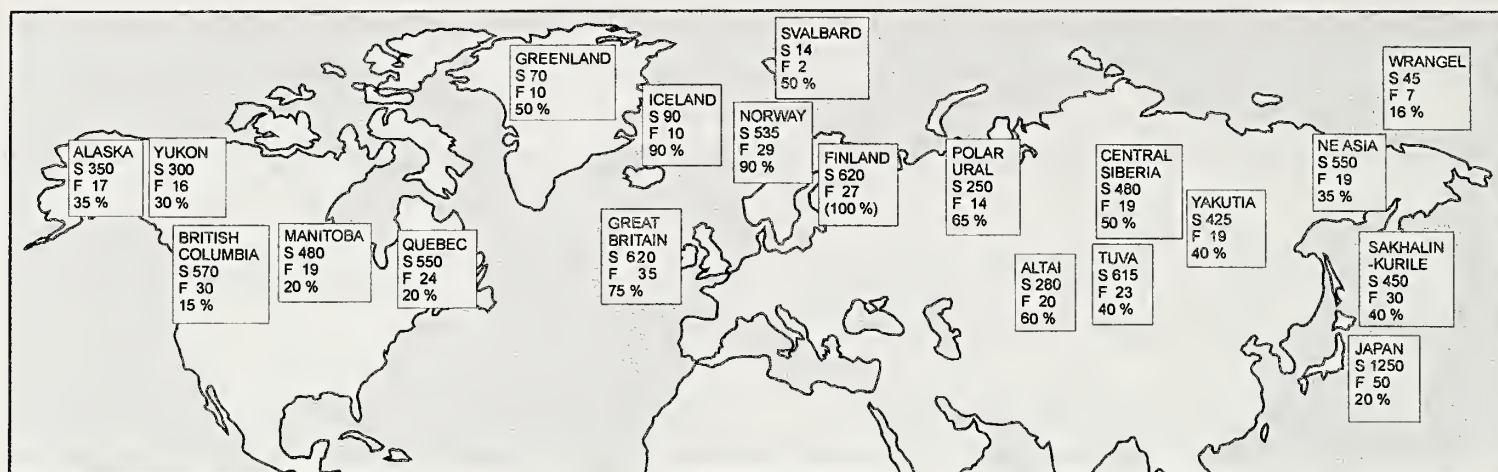 SVALBARD
S 14
F 2
50 %
GREENLAND
S 70
F 10
50 %
WRANGEL
S 45
F 7
16 %
ICELAND
S 90
F 10
90 %
NORWAY
S 535
F 29
90 %
ALASKA
S 350
F 17
35 %
YUKON
S 300
F 16
30 %
FINLAND
S 620
F 27
(100 %)
POLAR
URAL
S 250
F 14
65 %
CENTRAL
SIBERIA
S 480
F 19
50 %
NE ASIA
S 550
F 19
35 %
YAKUTIA
S 425
F 19
40 %
BRITISH
COLUMBIA
S 570
F 30
15 %
MANITOBA
S 480
F 19
20 %
QUEBEC
S 550
F 24
20 %
GREAT
BRITAIN
S 620
F 35
75 %
ALTAI
S 280
F 20
60 %
TUVA
S 615
F 23
40 %
SAKHALIN
-KURILE
S 450
F 30
40 %
JAPAN
S 1250
F 50
20 %